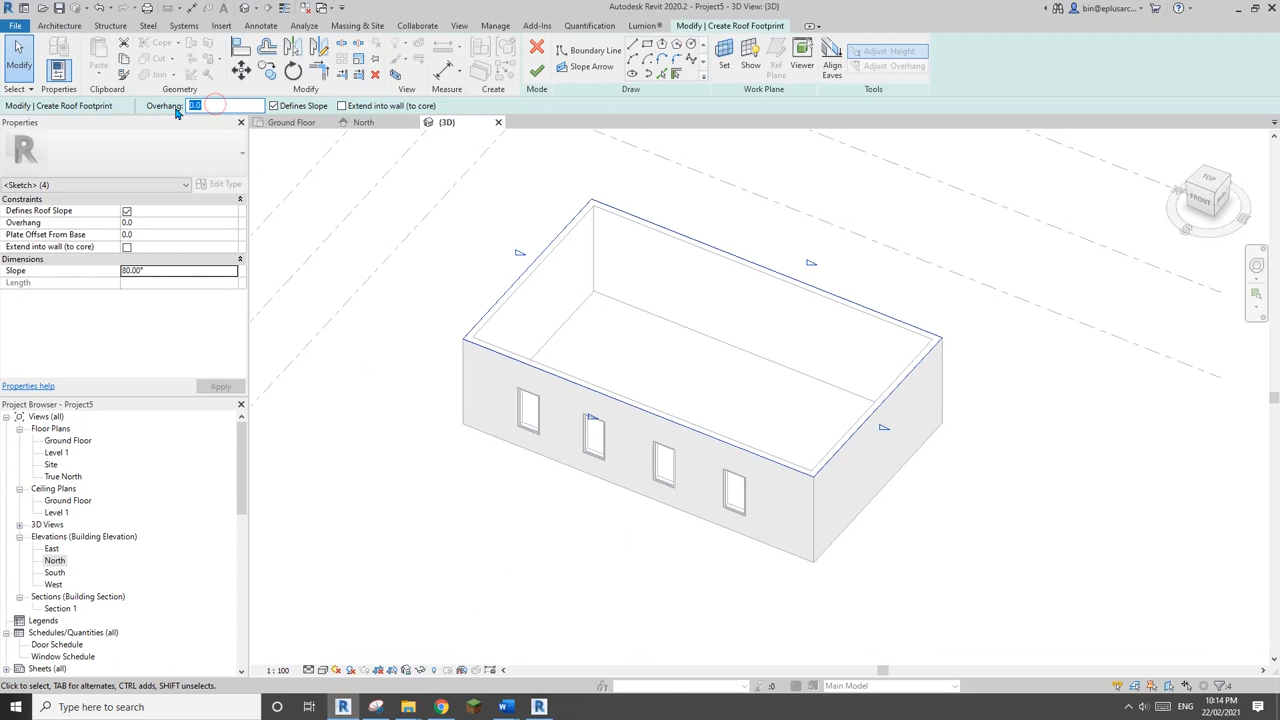 Autodesk Revit 2020.2 - Project5 - 3D View: {3D}
bin@eplusarc...
File Architecture Structure Steel Systems Insert Annotate Analyze Massing & Site Collaborate View Manage Add-Ins Quantification Lumion® Modify | Create Roof Footprint
Modify Paste Cope Boundary Line Slope Arrow Set Show Ref Plane Viewer Align Eaves Adjust Height Adjust Overhang
Select Properties Clipboard Geometry Modify View Measure Create Mode Draw Work Plane Tools
Modify | Create Roof Footprint Overhang: 0.0 Defines Slope Extend into wall (to core)
Properties
Ground Floor North {3D}
R
<Sketch> (4) Edit Type
Constraints
Defines Roof Slope
Overhang 0.0
Plate Offset From Base 0.0
Extend into wall (to core)
Dimensions
Slope 80.00°
Length
Properties help Apply
Project Browser - Project5
Views (all)
Floor Plans
Ground Floor
Level 1
Site
True North
Ceiling Plans
Ground Floor
Level 1
3D Views
Elevations (Building Elevation)
East
North
South
West
Sections (Building Section)
Section 1
Legends
Schedules/Quantities (all)
Door Schedule
Window Schedule
Sheets (all)
TOP
FRONT
1 : 100
Click to select, TAB for alternates, CTRL adds, SHIFT unselects.
:0 Main Model :4
Type here to search
ENG
10:14 PM
22/02/2021